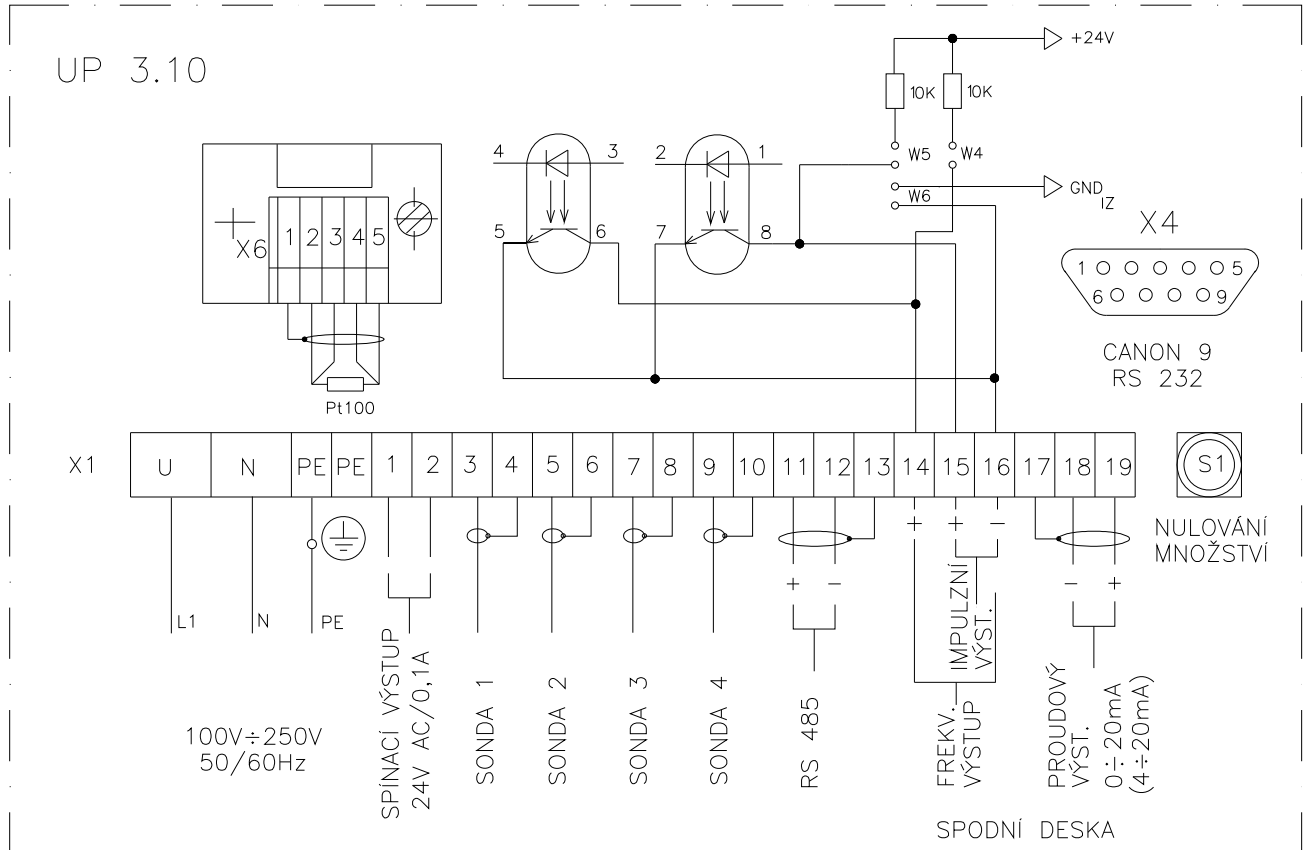 UP 3.10
+24V
10K
10K
W5
W4
GND IZ
W6
4
3
2
1
5
6
7
8
X6
1
2
3
4
5
Pt100
X4
1
5
6
9
CANON 9
RS 232
X1
U
N
PE
PE
1
2
3
4
5
6
7
8
9
10
11
12
13
14
15
16
17
18
19
S1
NULOVÁNÍ
MNOŽSTVÍ
+
+
−
+
−
−
+
L1
N
PE
100V÷250V
50/60Hz
SPÍNACÍ VÝSTUP
24V AC/0,1A
SONDA 1
SONDA 2
SONDA 3
SONDA 4
RS 485
FREKV.
VÝSTUP
IMPULZNÍ
VÝST.
PROUDOVÝ
VÝST.
0÷20mA
(4÷20mA)
SPODNÍ DESKA